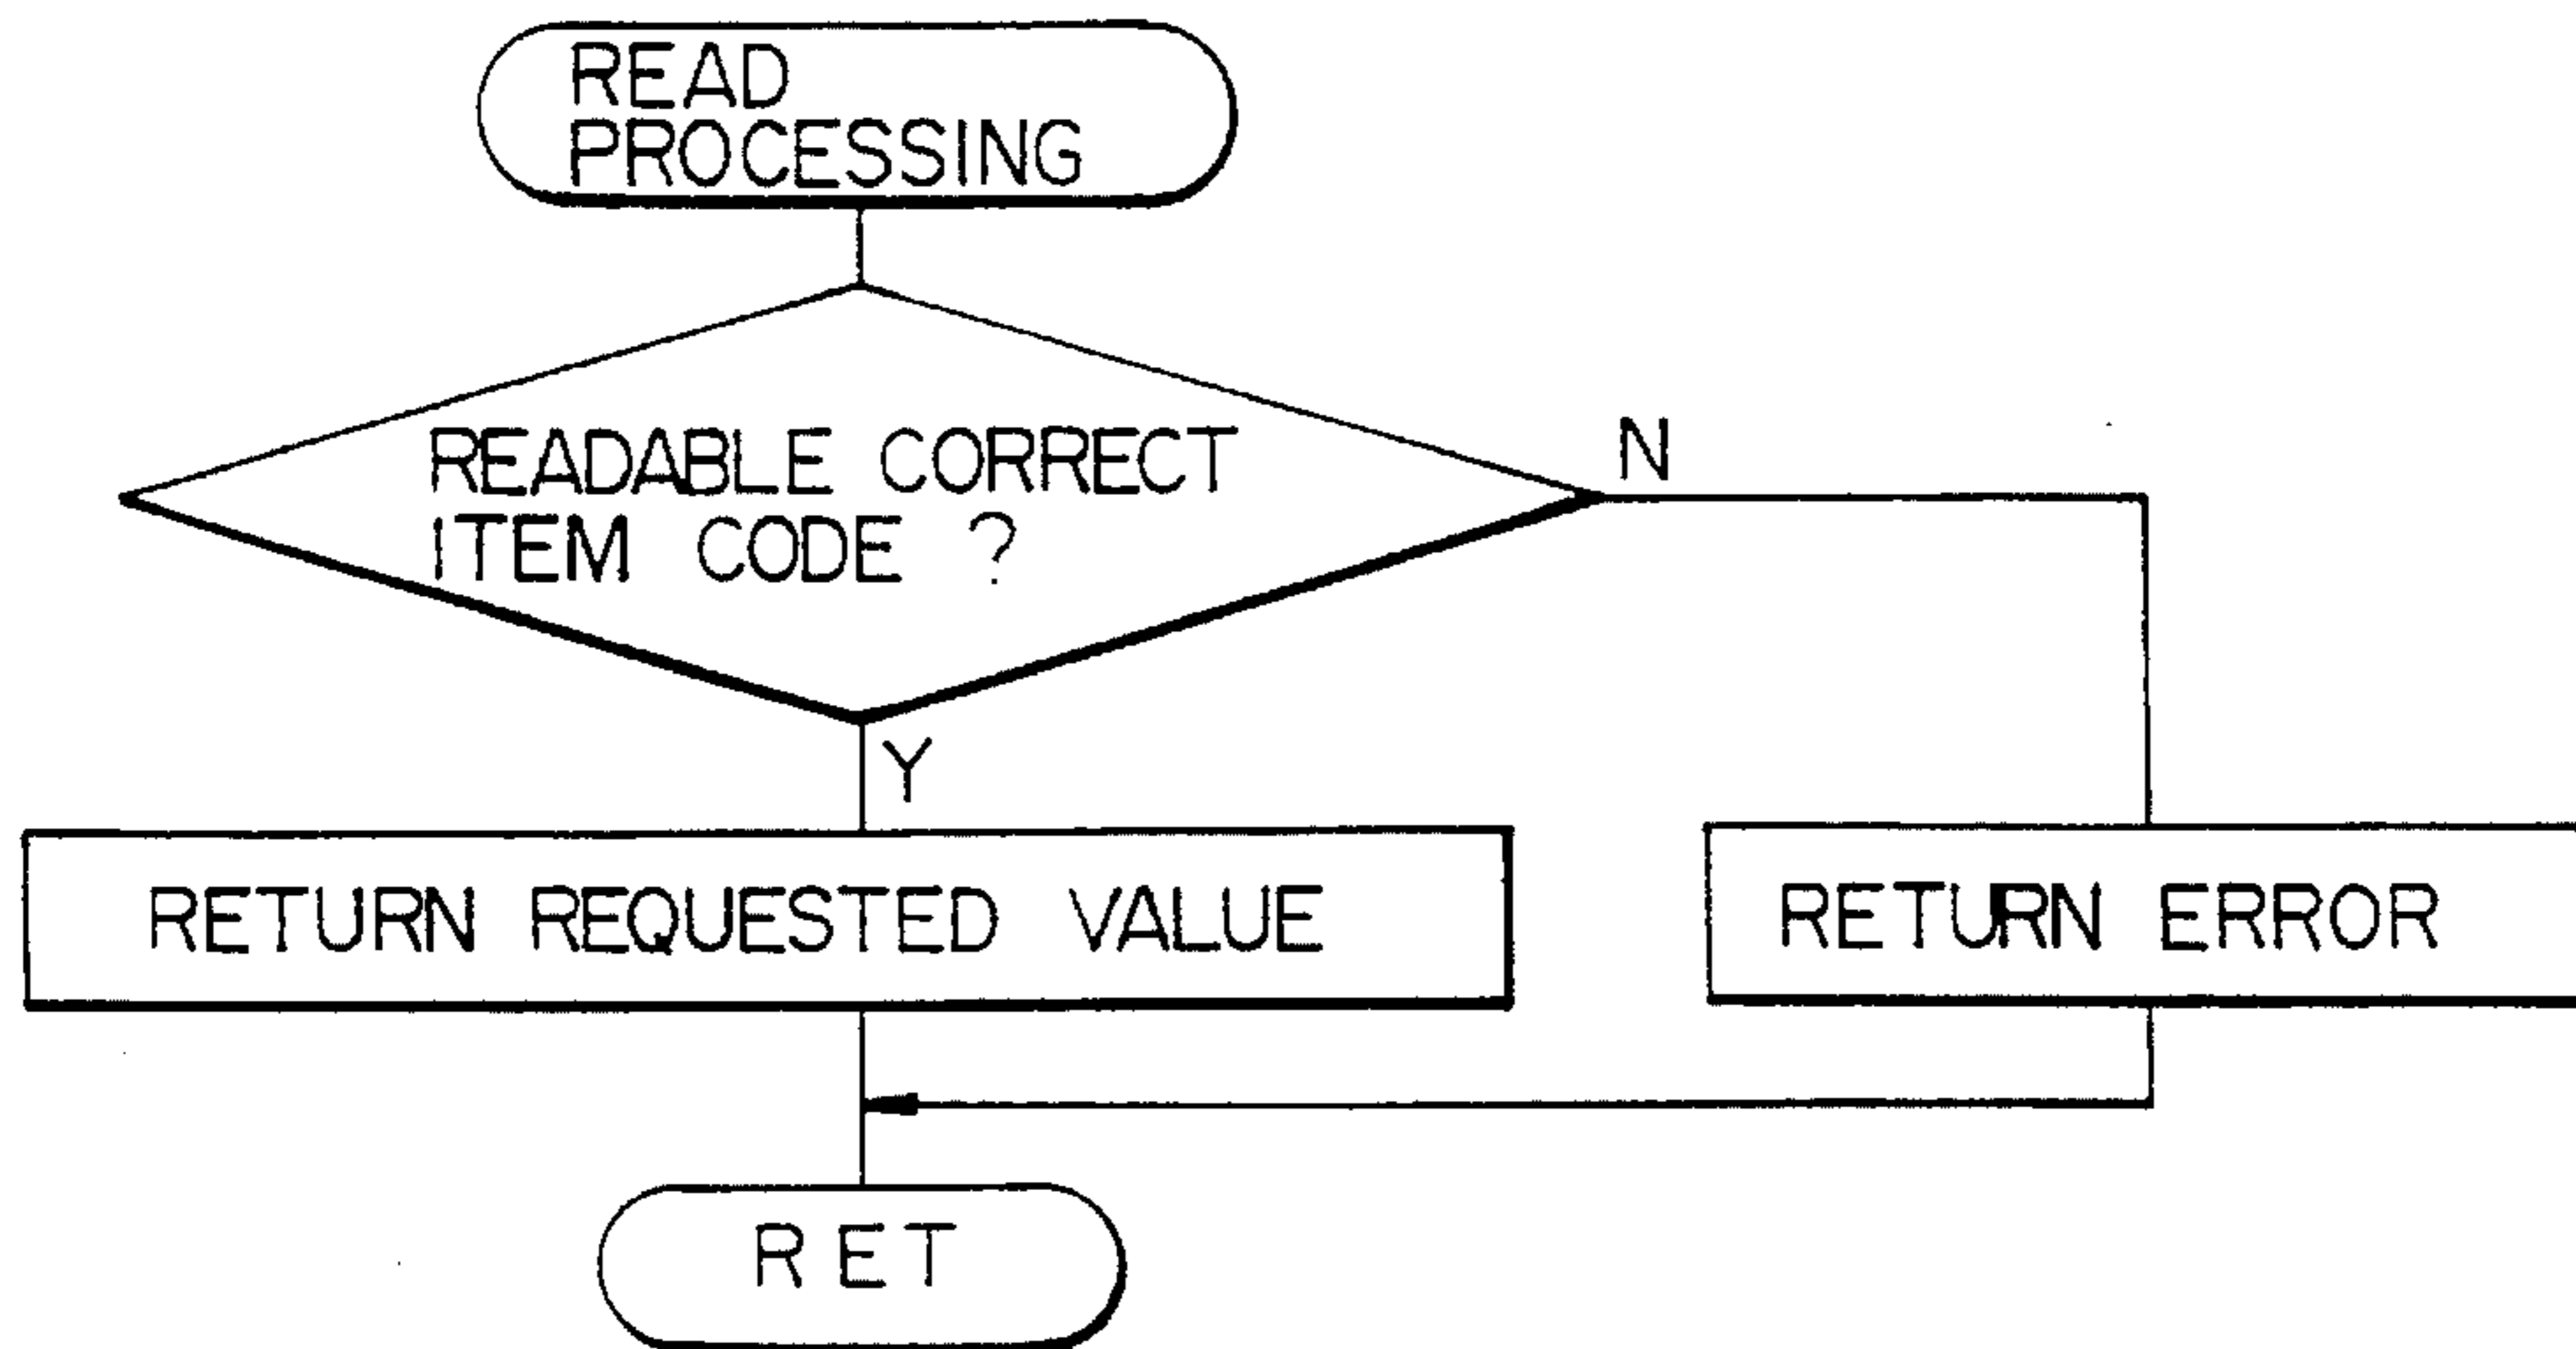 READ
PROCESSING
READABLE CORRECT
ITEM CODE ?
N
Y
RETURN REQUESTED VALUE
RETURN ERROR
RET